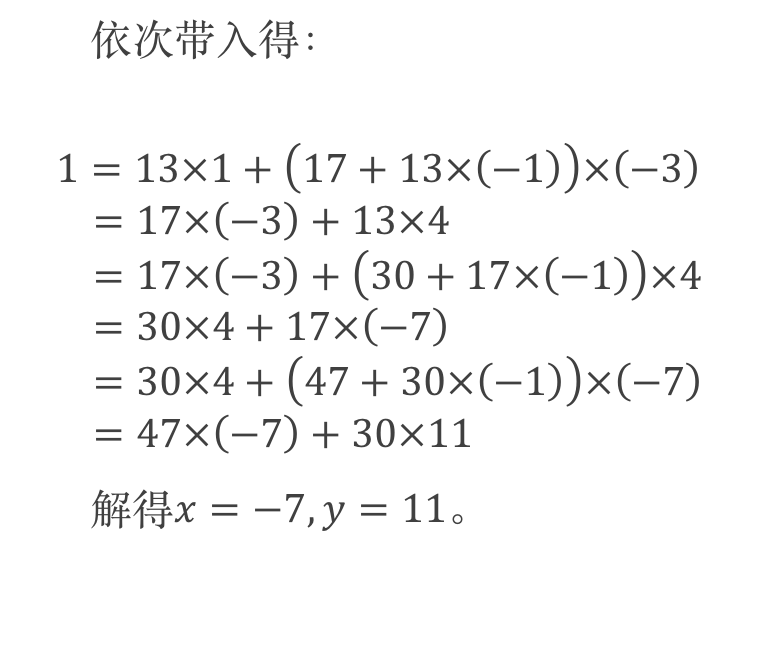 依次带入得：
1 = 13×1 + (17 + 13×(−1))×(−3)
= 17×(−3) + 13×4
= 17×(−3) + (30 + 17×(−1))×4
= 30×4 + 17×(−7)
= 30×4 + (47 + 30×(−1))×(−7)
= 47×(−7) + 30×11
解得x = −7, y = 11。